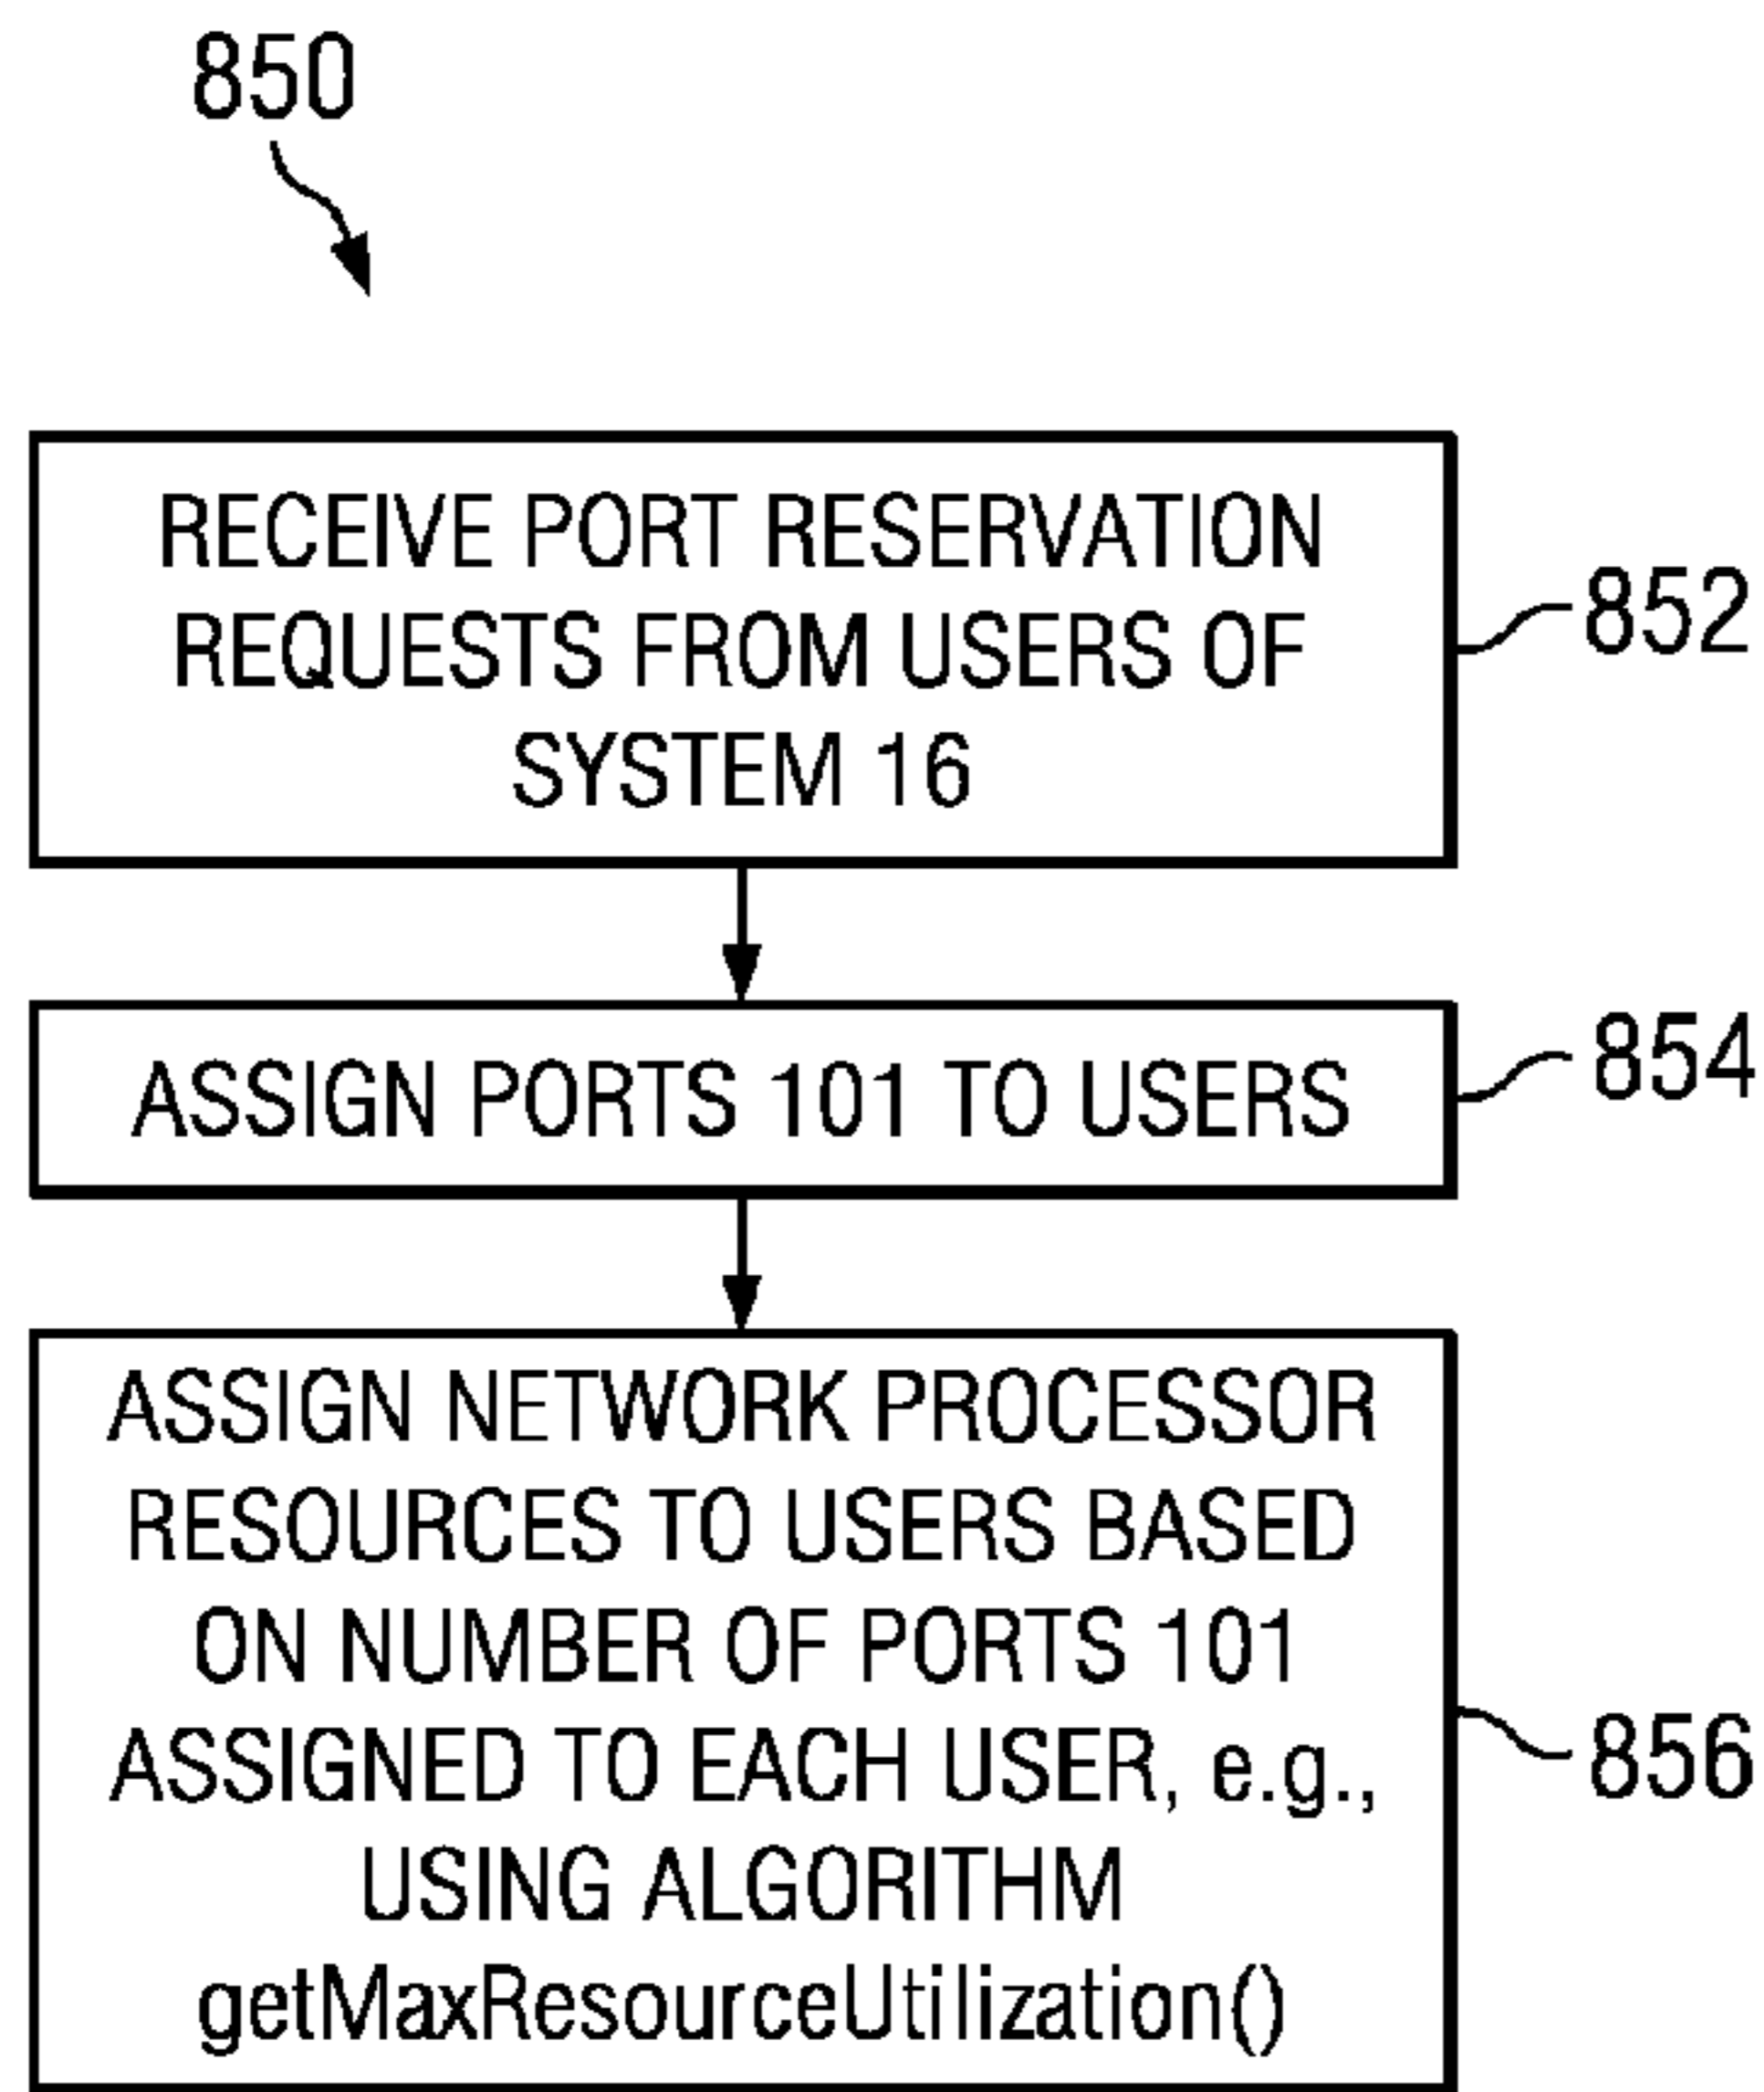 850
RECEIVE PORT RESERVATION
REQUESTS FROM USERS OF
SYSTEM 16
852
ASSIGN PORTS 101 TO USERS
854
ASSIGN NETWORK PROCESSOR
RESOURCES TO USERS BASED
ON NUMBER OF PORTS 101
ASSIGNED TO EACH USER, e.g.,
USING ALGORITHM
getMaxResourceUtilization()
856